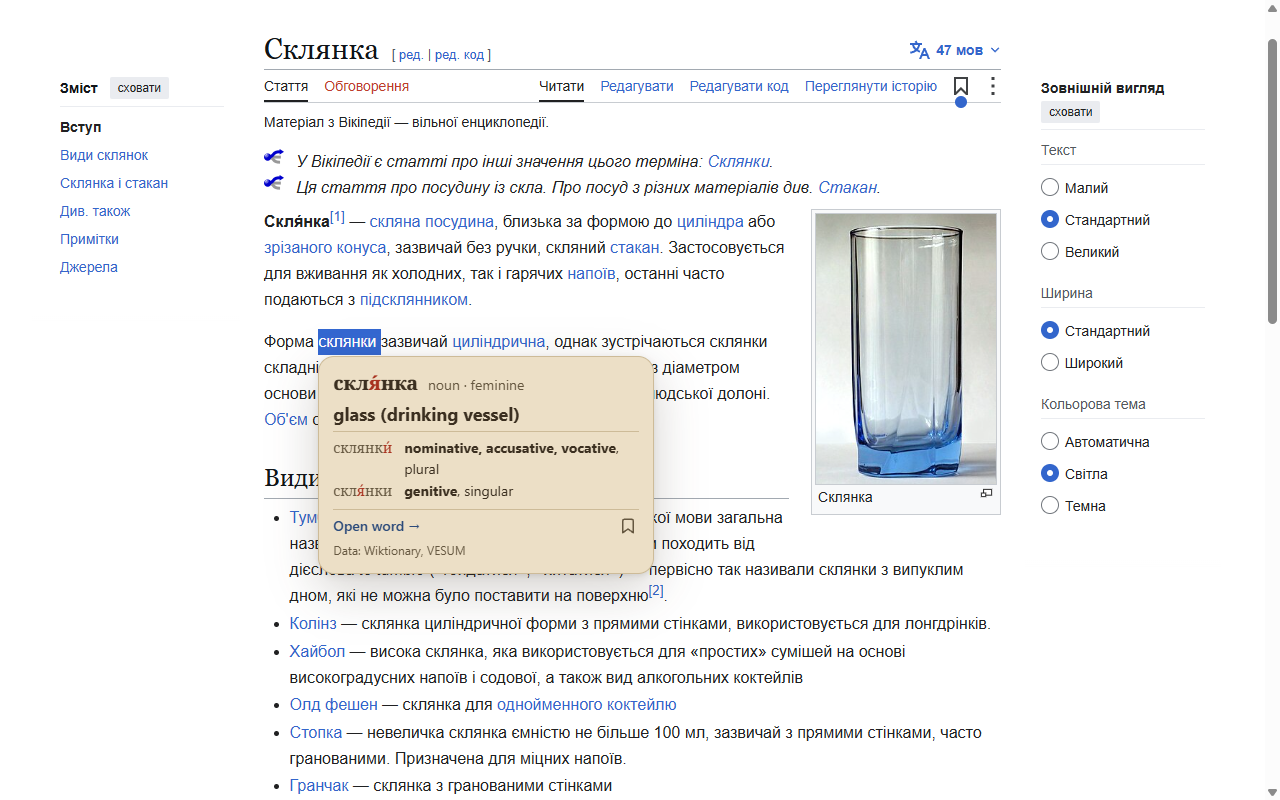 Склянка [ ред. | ред. код ]
47 мов
Зміст сховати
Стаття Обговорення Читати Редагувати Редагувати код Переглянути історію
Зовнішній вигляд
сховати
Вступ
Види склянок
Склянка і стакан
Див. також
Примітки
Джерела
Матеріал з Вікіпедії — вільної енциклопедії.
У Вікіпедії є статті про інші значення цього терміна: Склянки.
Ця стаття про посудину із скла. Про посуд з різних матеріалів див. Стакан.
Скля́нка[1] — скляна посудина, близька за формою до циліндра або
зрізаного конуса, зазвичай без ручки, скляний стакан. Застосовується
для вживання як холодних, так і гарячих напоїв, останні часто
подаються з підсклянником.
Форма склянки зазвичай циліндрична, однак зустрічаються склянки
складні
з діаметром
основи
людської долоні.
Об'єм
скля́нка noun · feminine
glass (drinking vessel)
склянки́ nominative, accusative, vocative,
plural
скля́нки genitive, singular
Open word →
Data: Wiktionary, VESUM
Склянка
Види
мови загальна
походить від
первісно так називали склянки з випуклим
дном, які не можна було поставити на поверхню[2].
Колінз — склянка циліндричної форми з прямими стінками, використовується для лонгдрінків.
Хайбол — висока склянка, яка використовується для «простих» сумішей на основі
високоградусних напоїв і содової, а також вид алкогольних коктейлів
Олд фешен — склянка для однойменного коктейлю
Стопка — невеличка склянка ємністю не більше 100 мл, зазвичай з прямими стінками, часто
гранованими. Призначена для міцних напоїв.
Гранчак — склянка з гранованими стінками
Текст
Малий
Стандартний
Великий
Ширина
Стандартний
Широкий
Кольорова тема
Автоматична
Світла
Темна